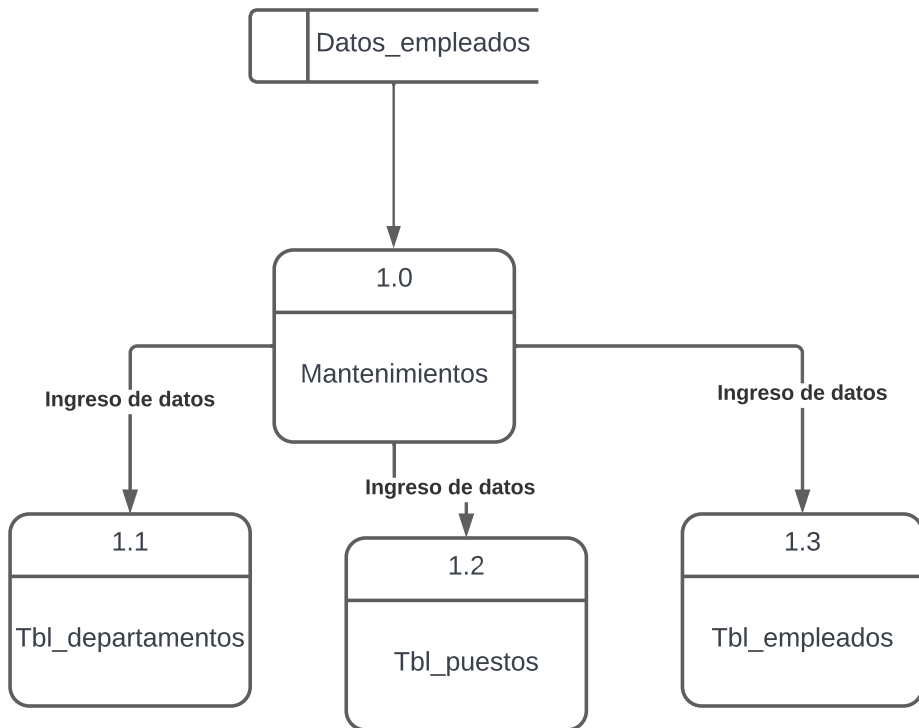 Datos_empleados
1.0
Mantenimientos
Ingreso de datos
Ingreso de datos
Ingreso de datos
1.1
Tbl_departamentos
1.2
Tbl_puestos
1.3
Tbl_empleados